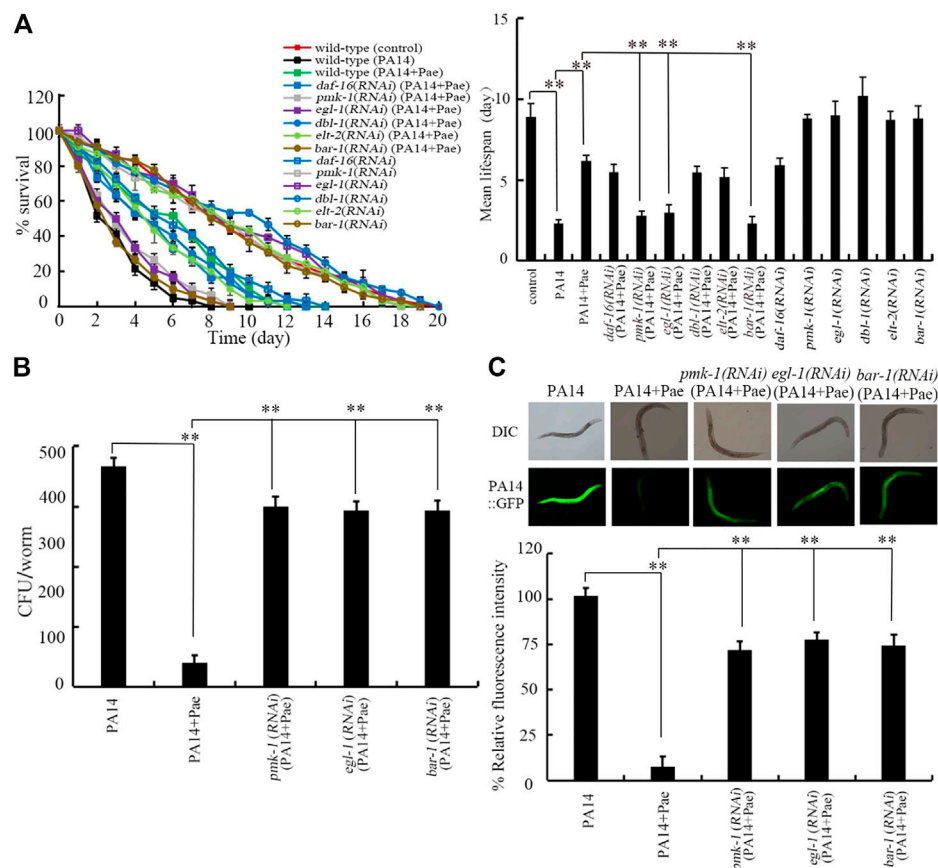 A
wild-type (control)
wild-type (PA14)
wild-type (PA14+Pae)
daf-16(RNAi) (PA14+Pae)
pmk-1(RNAi) (PA14+Pae)
egl-1(RNAi) (PA14+Pae)
dbl-1(RNAi) (PA14+Pae)
elt-2(RNAi) (PA14+Pae)
bar-1(RNAi) (PA14+Pae)
daf-16(RNAi)
pmk-1(RNAi)
egl-1(RNAi)
dbl-1(RNAi)
elt-2(RNAi)
bar-1(RNAi)
% survival
120
100
80
60
40
20
0
0 2 4 6 8 10 12 14 16 18 20
Time (day)
Mean lifespan (day)
15
10
5
0
** ** ** ** **
control
PA14
PA14+Pae
daf-16(RNAi)
(PA14+Pae)
pmk-1(RNAi)
(PA14+Pae)
egl-1(RNAi)
(PA14+Pae)
dbl-1(RNAi)
(PA14+Pae)
elt-2(RNAi)
(PA14+Pae)
bar-1(RNAi)
(PA14+Pae)
daf-16(RNAi)
pmk-1(RNAi)
egl-1(RNAi)
dbl-1(RNAi)
elt-2(RNAi)
bar-1(RNAi)
B
CFU/worm
500
400
300
200
100
0
** ** ** **
PA14
PA14+Pae
pmk-1 (RNAi)
(PA14+Pae)
egl-1 (RNAi)
(PA14+Pae)
bar-1 (RNAi)
(PA14+Pae)
C
pmk-1(RNAi) egl-1(RNAi) bar-1(RNAi)
PA14 PA14+Pae (PA14+Pae) (PA14+Pae) (PA14+Pae)
DIC
PA14
::GFP
% Relative fluorescence intensity
120
100
75
50
25
0
** ** ** **
PA14
PA14+Pae
pmk-1 (RNAi)
(PA14+Pae)
egl-1 (RNAi)
(PA14+Pae)
bar-1 (RNAi)
(PA14+Pae)